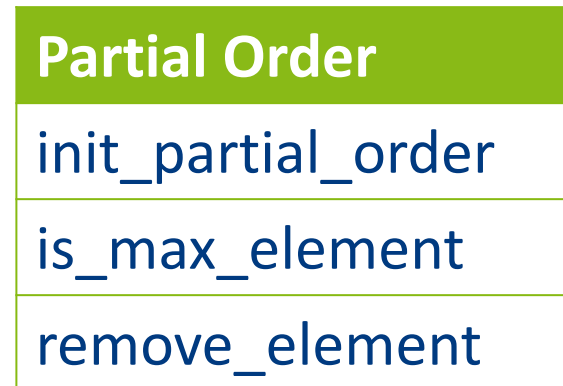 Partial Order
init_partial_order
is_max_element
remove_element